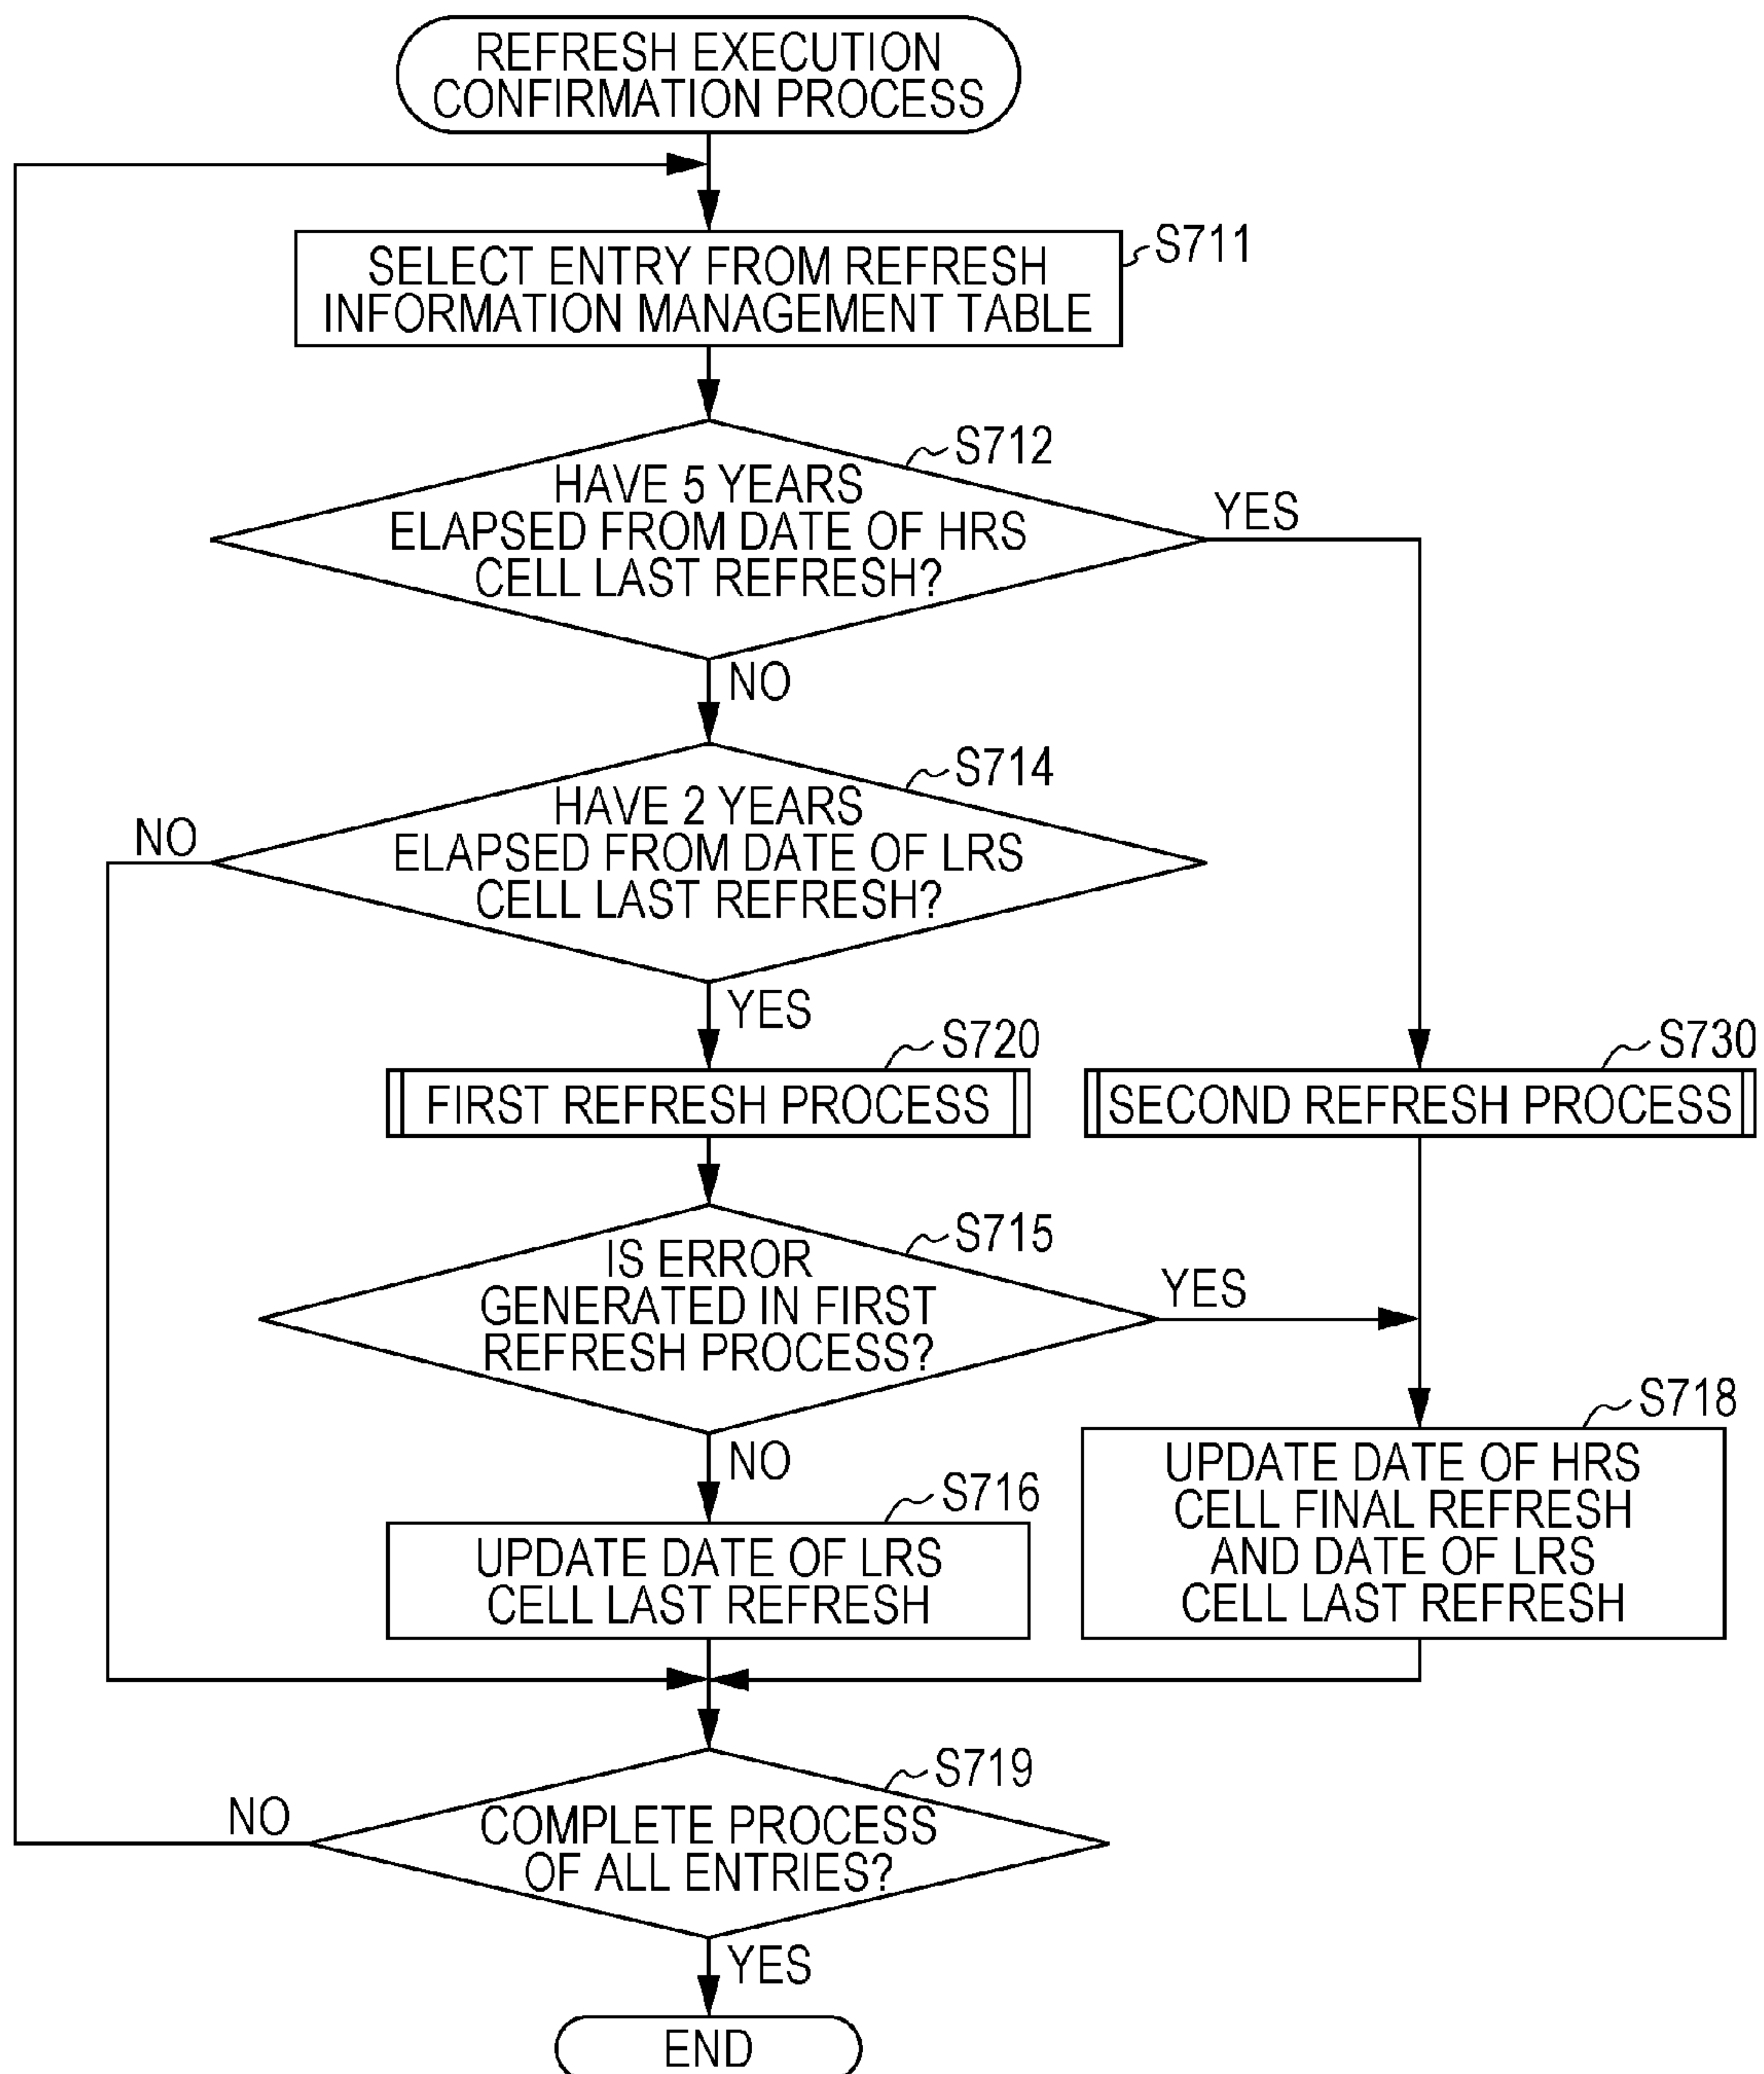 REFRESH EXECUTION
CONFIRMATION PROCESS
S711
SELECT ENTRY FROM REFRESH
INFORMATION MANAGEMENT TABLE
S712
HAVE 5 YEARS
ELAPSED FROM DATE OF HRS
CELL LAST REFRESH?
YES
NO
S714
HAVE 2 YEARS
ELAPSED FROM DATE OF LRS
CELL LAST REFRESH?
NO
YES
S720
FIRST REFRESH PROCESS
S730
SECOND REFRESH PROCESS
S715
IS ERROR
GENERATED IN FIRST
REFRESH PROCESS?
YES
NO
S716
UPDATE DATE OF LRS
CELL LAST REFRESH
S718
UPDATE DATE OF HRS
CELL FINAL REFRESH
AND DATE OF LRS
CELL LAST REFRESH
S719
COMPLETE PROCESS
OF ALL ENTRIES?
NO
YES
END